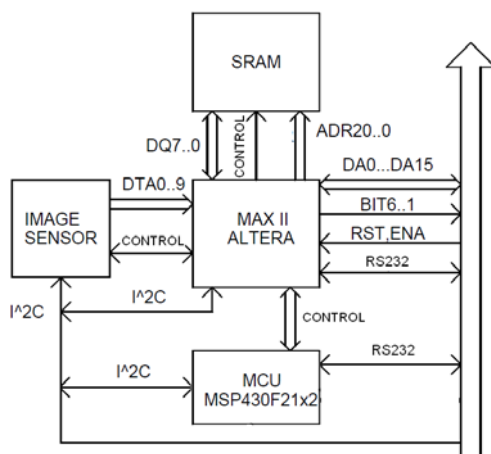 SRAM
DQ7..0
CONTROL
ADR20..0
DTA0..9
DA0...DA15
IMAGE
SENSOR
MAX II
ALTERA
BIT6..1
CONTROL
RST,ENA
RS232
I^2C
I^2C
CONTROL
I^2C
MCU
MSP430F21x2
RS232